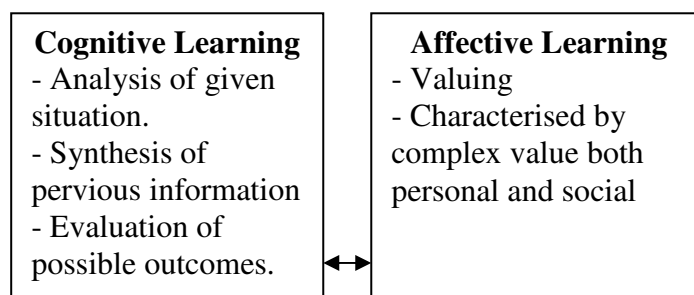 Cognitive Learning
- Analysis of given
situation.
- Synthesis of
pervious information
- Evaluation of
possible outcomes.
Affective Learning
- Valuing
- Characterised by
complex value both
personal and social